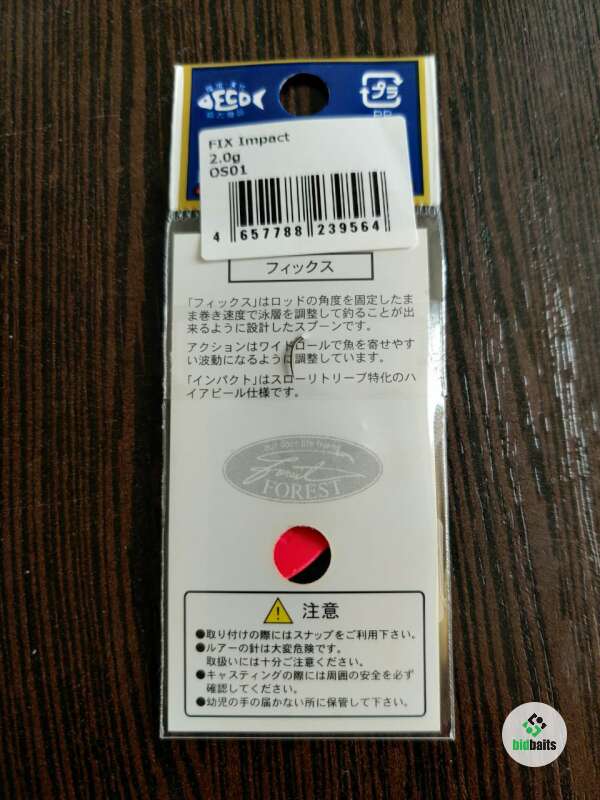 ECO
プラ
PP
FIX Impact
2.0g
OS01
4 657788 239564
フィックス
「フィックス」はロッドの角度を固定したま
ま巻き速度で泳層を調整して釣ることが出
来るように設計したスプーンです。
アクションはワイドロールで魚を寄せやす
い波動になるように調整しています。
「インパクト」はスローリトリーブ特化のハ
イアピール仕様です。
our door life friend
Forest
FOREST
注意
●取り付けの際にはスナップをご利用下さい。
●ルアーの針は大変危険です。
取扱いには十分ご注意ください。
●キャスティングの際には周囲の安全を必ず
確認してください。
●幼児の手の届かない所に保管して下さい。
bidbaits